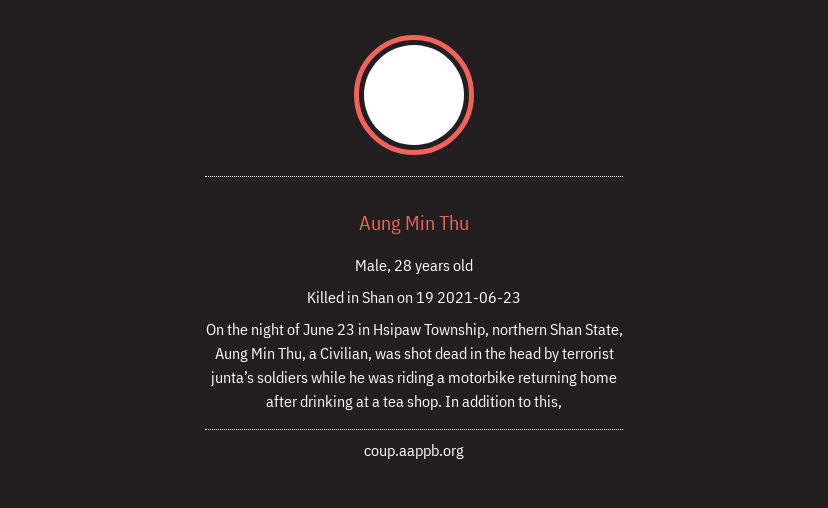 Aung Min Thu
Male, 28 years old
Killed in Shan on 19 2021-06-23
On the night of June 23 in Hsipaw Township, northern Shan State,
Aung Min Thu, a Civilian, was shot dead in the head by terrorist
junta’s soldiers while he was riding a motorbike returning home
after drinking at a tea shop. In addition to this,
coup.aappb.org